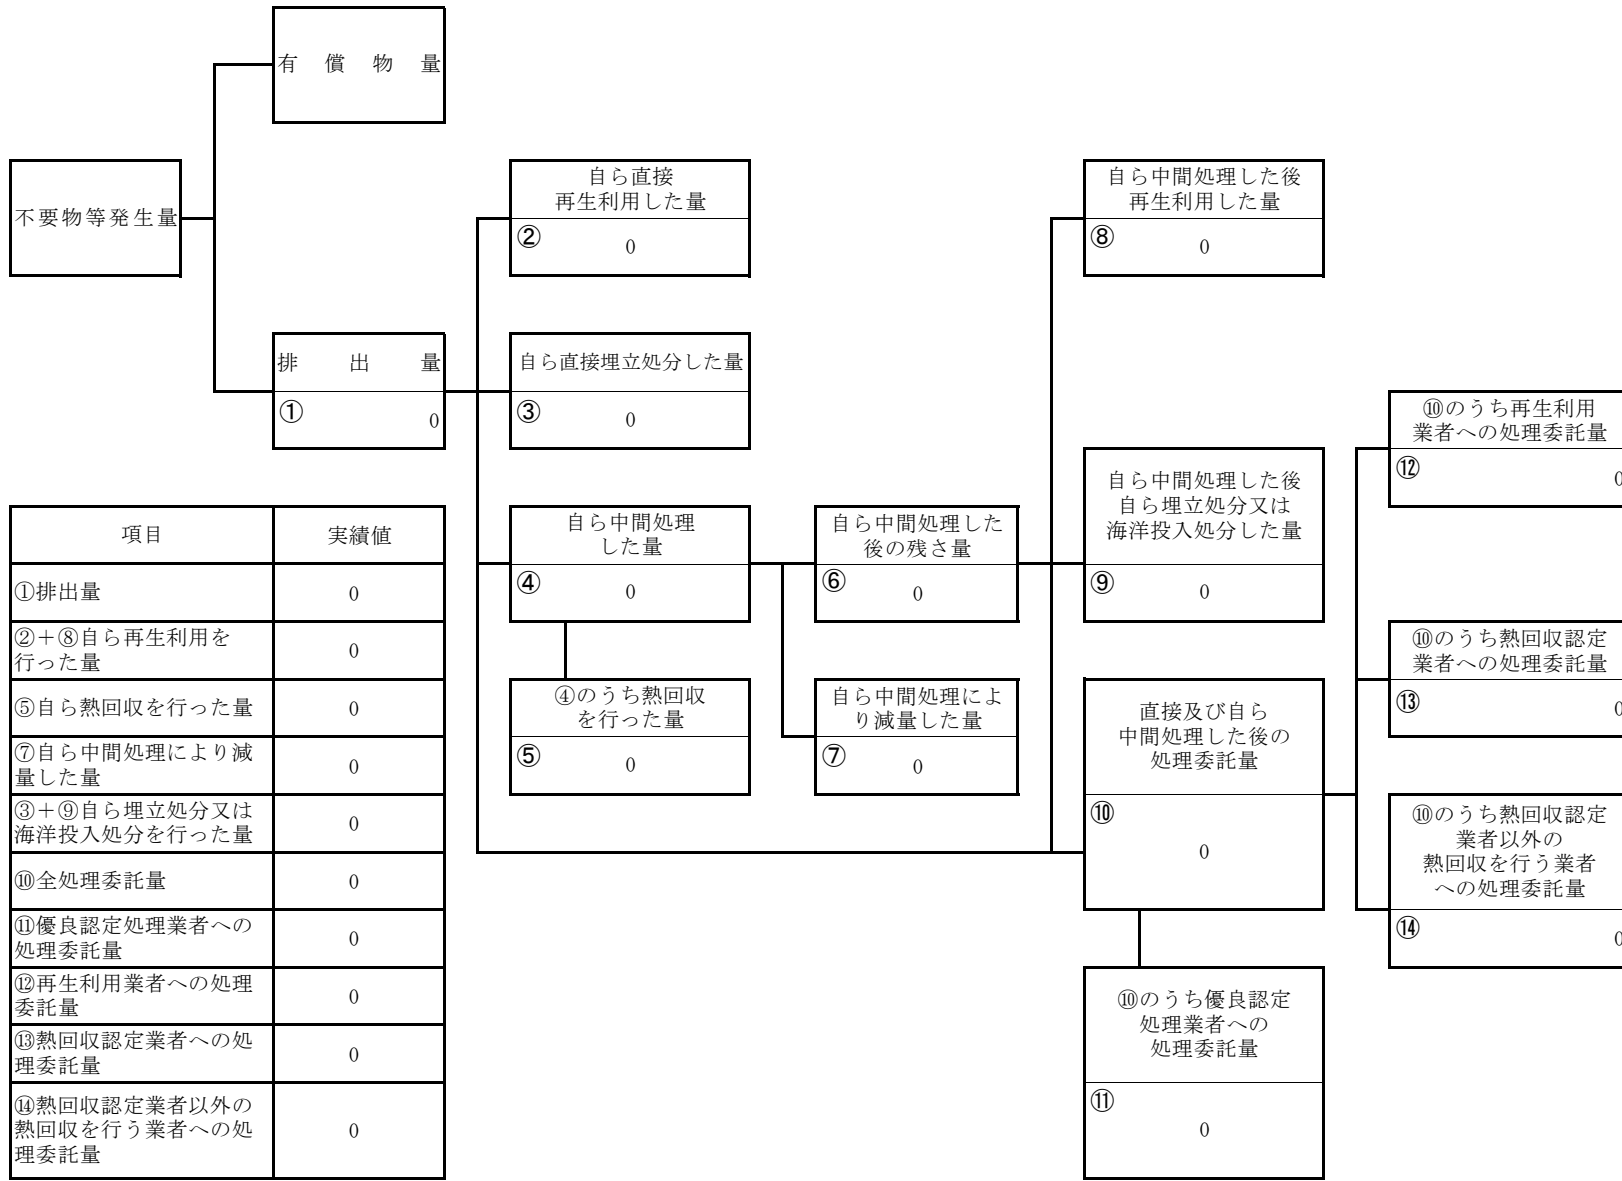 有償物量
不要物等発生量
自ら直接
再生利用した量
②
0
自ら中間処理した後
再生利用した量
⑧
0
排出量
①
0
自ら直接埋立処分した量
③
0
⑩のうち再生利用
業者への処理委託量
⑫
0
自ら中間処理
した量
④
0
自ら中間処理した
後の残さ量
⑥
0
自ら中間処理した後
自ら埋立処分又は
海洋投入処分した量
⑨
0
⑩のうち熱回収認定
業者への処理委託量
⑬
0
④のうち熱回収
を行った量
⑤
0
自ら中間処理によ
り減量した量
⑦
0
直接及び自ら
中間処理した後の
処理委託量
⑩
0
⑩のうち熱回収認定
業者以外の
熱回収を行う業者
への処理委託量
⑭
0
⑩のうち優良認定
処理業者への
処理委託量
⑪
0
項目 実績値
①排出量 0
②＋⑧自ら再生利用を
行った量 0
⑤自ら熱回収を行った量 0
⑦自ら中間処理により減
量した量 0
③＋⑨自ら埋立処分又は
海洋投入処分を行った量 0
⑩全処理委託量 0
⑪優良認定処理業者への
処理委託量 0
⑫再生利用業者への処理
委託量 0
⑬熱回収認定業者への処
理委託量 0
⑭熱回収認定業者以外の
熱回収を行う業者への処
理委託量 0